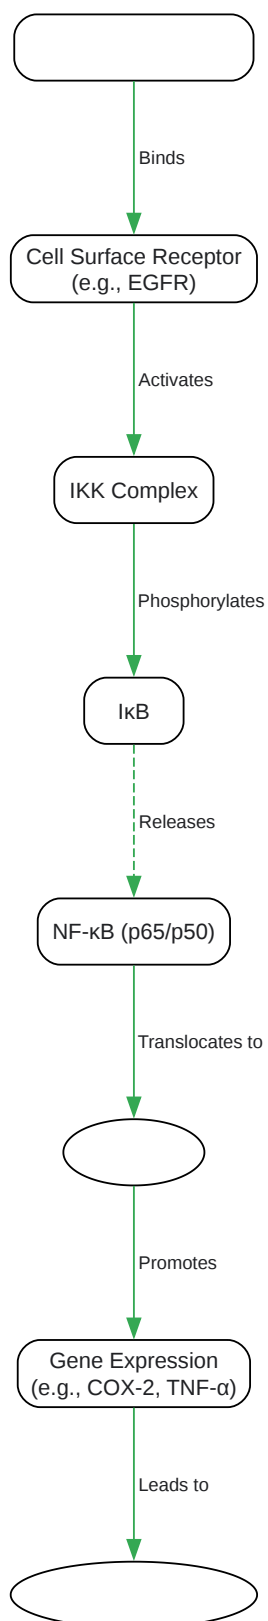 Binds
Cell Surface Receptor
(e.g., EGFR)
Activates
IKK Complex
Phosphorylates
IκB
Releases
NF-κB (p65/p50)
Translocates to
Promotes
Gene Expression
(e.g., COX-2, TNF-α)
Leads to